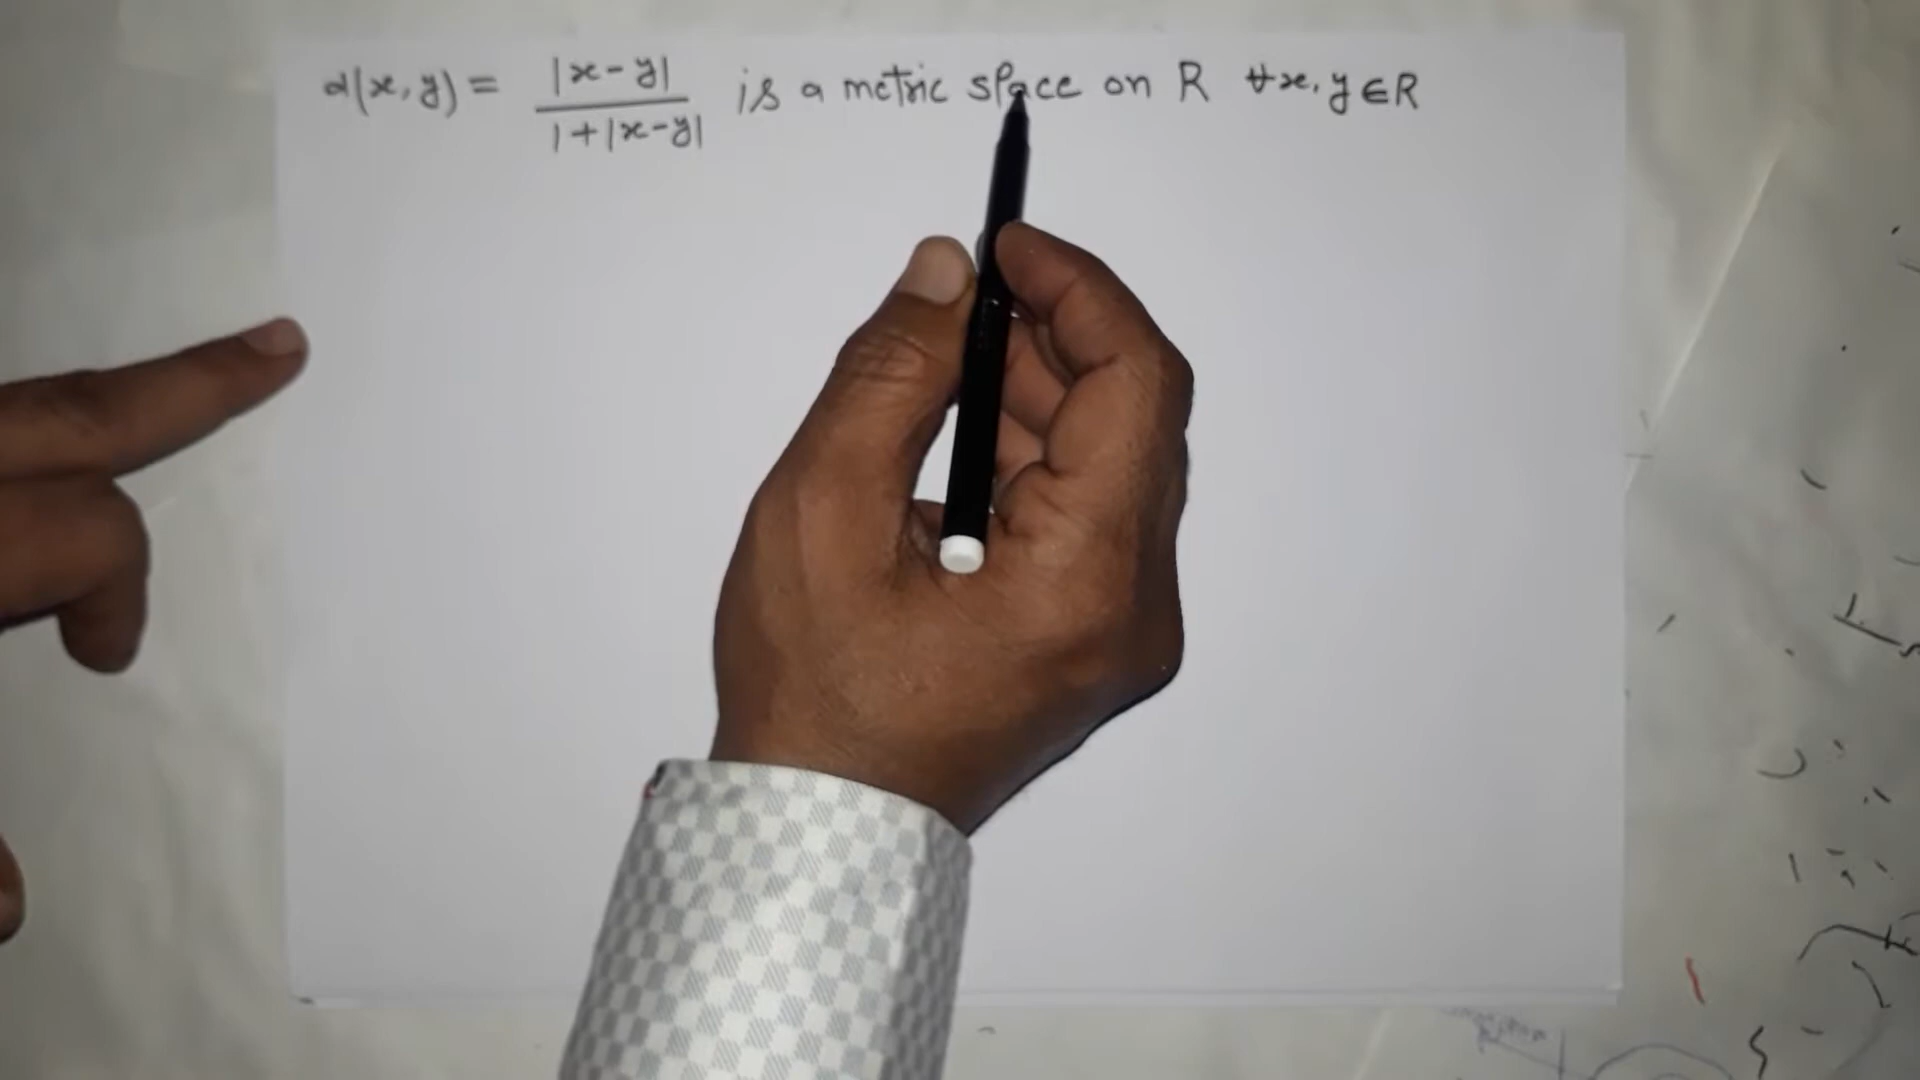 d(x,y) = |x-y| / 1+|x-y| is a metric space on R ∀x,y∈R